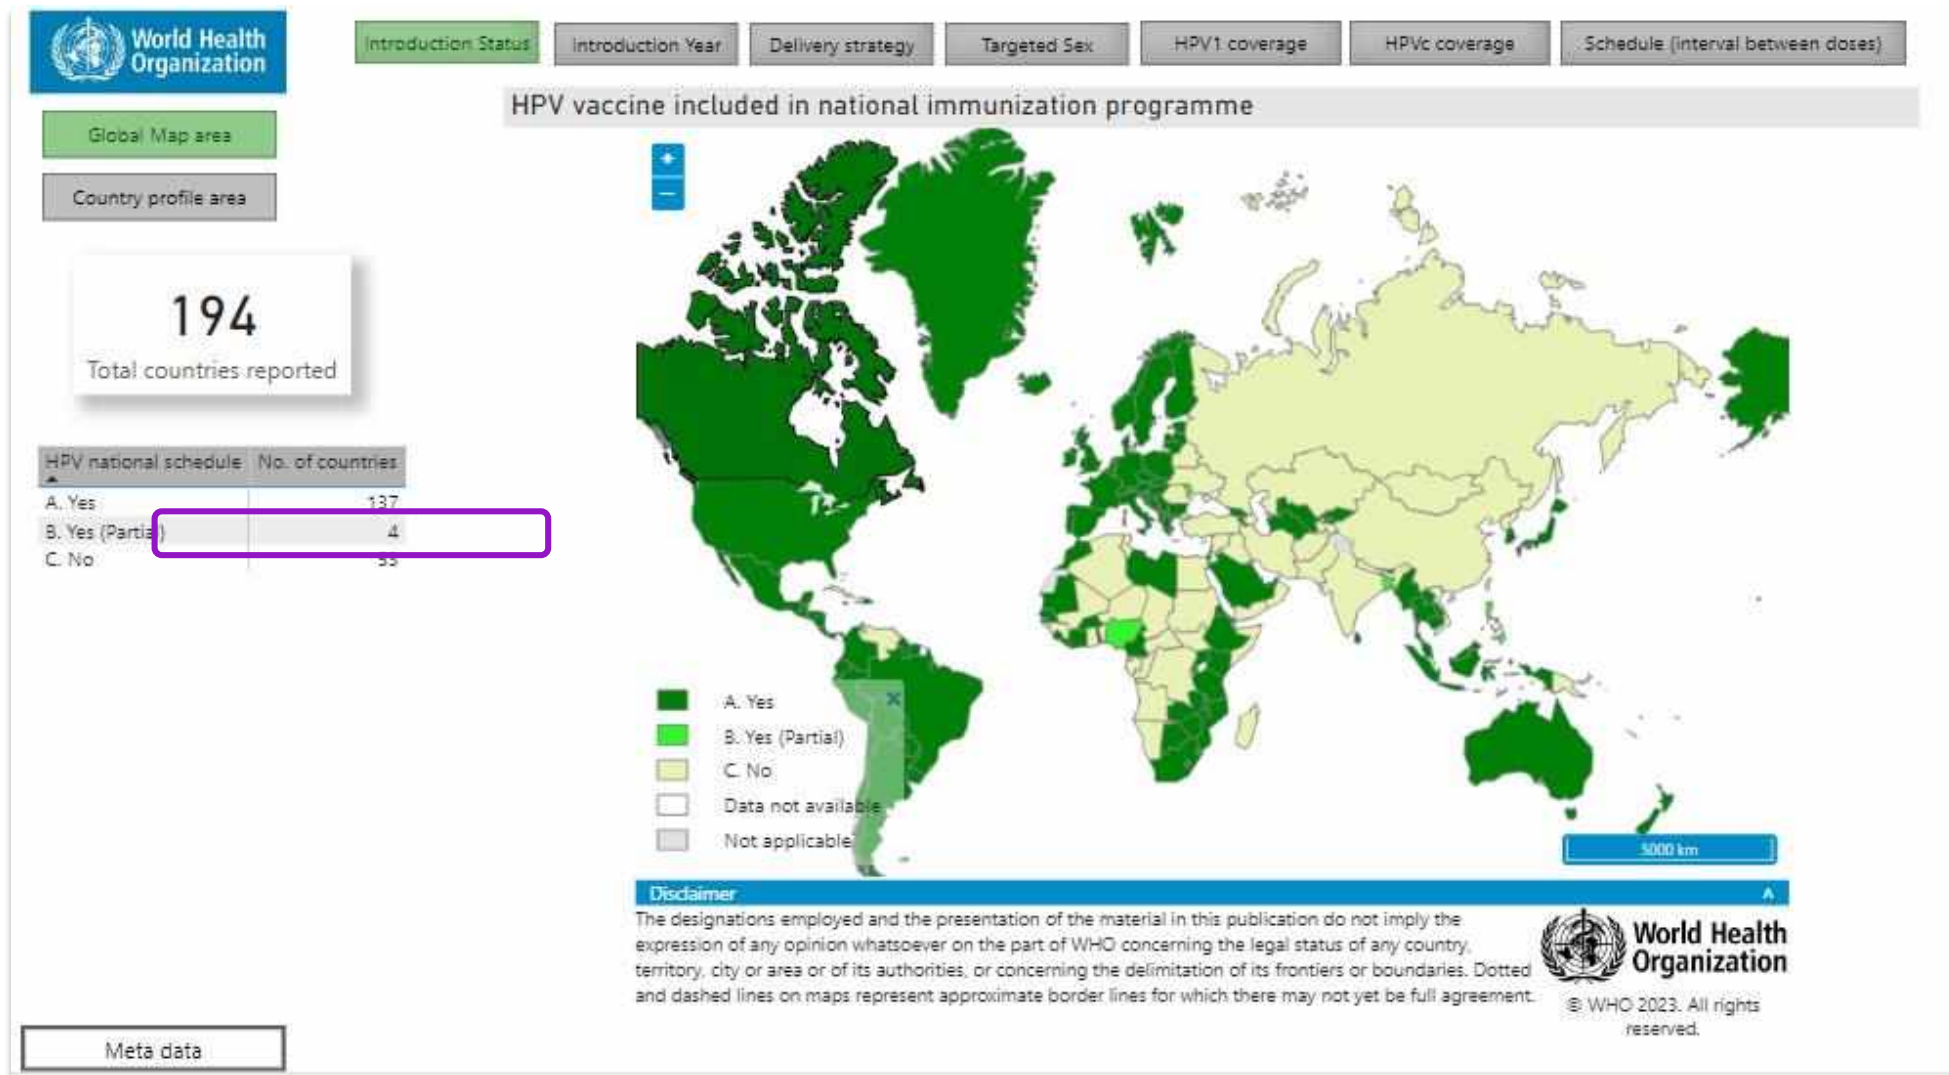 World Health
Organization
Introduction Status
Introduction Year
Delivery strategy
Targeted Sex
HPV1 coverage
HPVc coverage
Schedule (interval between doses)
HPV vaccine included in national immunization programme
Global Map area
Country profile area
+
−
194
Total countries reported
HPV national schedule No. of countries
A. Yes 137
B. Yes (Partial) 4
C. No
A. Yes
B. Yes (Partial)
C. No
Data not available
Not applicable
5000 km
Disclaimer
The designations employed and the presentation of the material in this publication do not imply the
expression of any opinion whatsoever on the part of WHO concerning the legal status of any country,
territory, city or area or of its authorities, or concerning the delimitation of its frontiers or boundaries. Dotted
and dashed lines on maps represent approximate border lines for which there may not yet be full agreement.
World Health
Organization
© WHO 2023. All rights
reserved.
Meta data